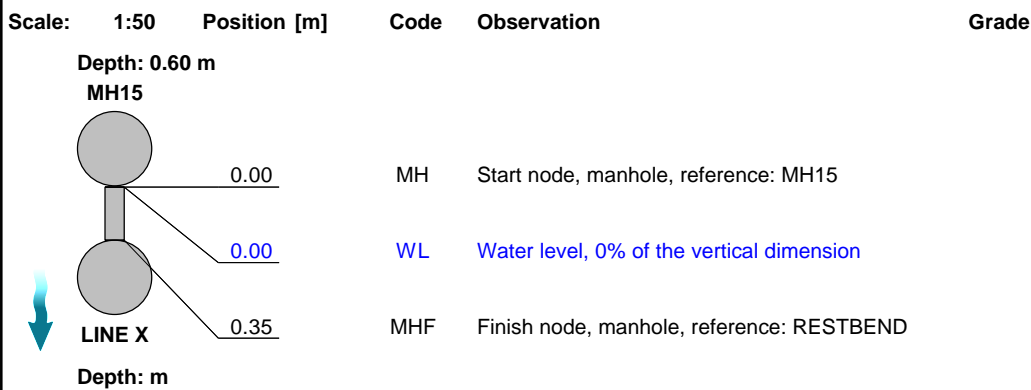 Scale: 1:50 Position [m] Code Observation Grade
Depth: 0.60 m
MH15
0.00 MH Start node, manhole, reference: MH15
0.00 WL Water level, 0% of the vertical dimension
0.35 MHF Finish node, manhole, reference: RESTBEND
LINE X
Depth: m